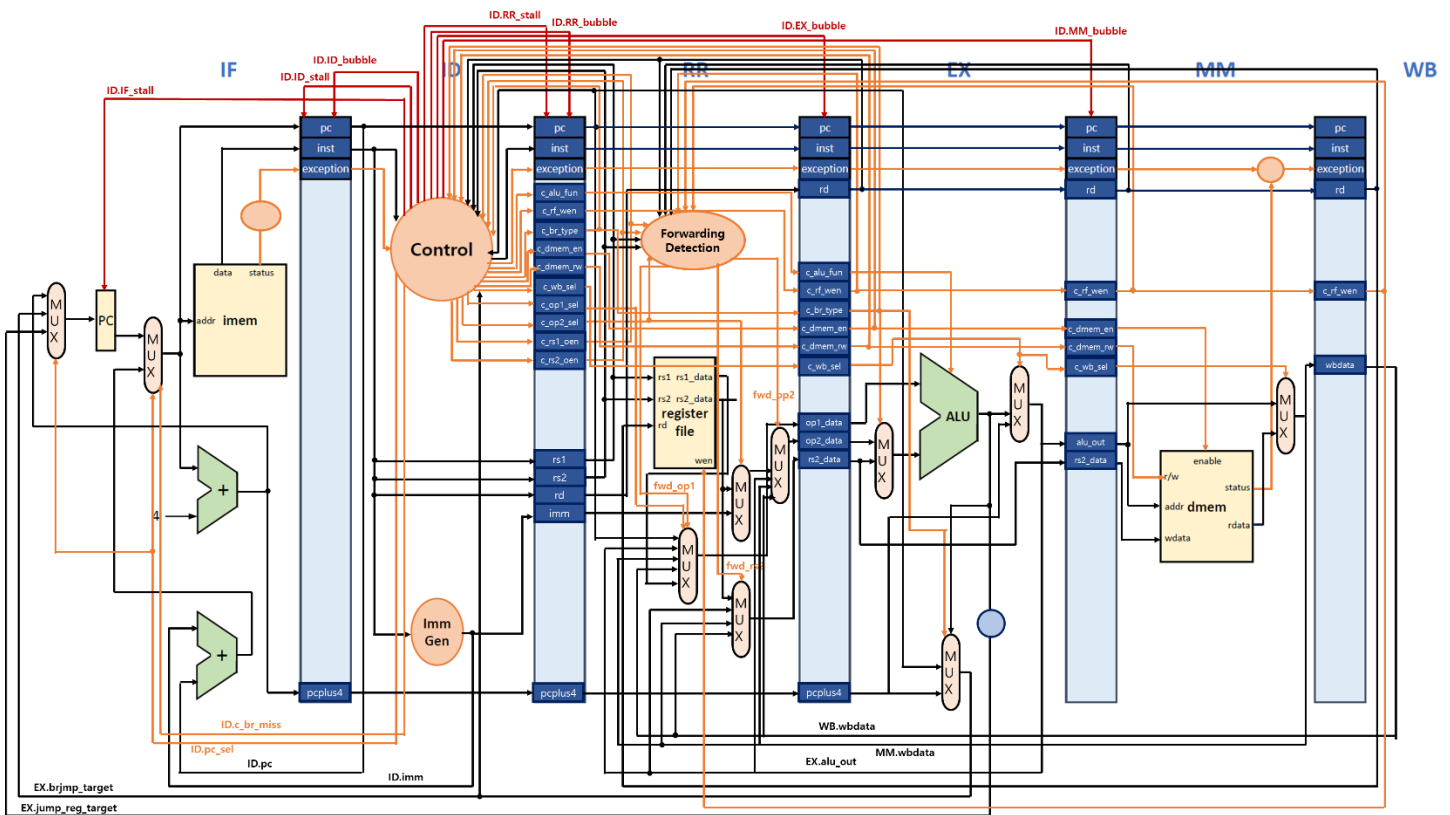 ID.RR_stall
ID.RR_bubble
ID.EX_bubble
ID.MM_bubble
IF
ID.ID_bubble
ID
RR
EX
MM
WB
ID.ID_stall
ID.IF_stall
pc
inst
exception
pc
inst
exception
c_alu_fun
c_rf_wen
c_br_type
c_dmem_en
c_dmem_rw
c_wb_sel
c_op1_sel
c_op2_sel
c_rs1_oen
c_rs2_oen
rs1
rs2
rd
imm
pcplus4
pcplus4
pc
inst
exception
rd
c_alu_fun
c_rf_wen
c_br_type
c_dmem_en
c_dmem_rw
c_wb_sel
op1_data
op2_data
rs2_data
pcplus4
pc
inst
exception
rd
c_rf_wen
c_dmem_en
c_dmem_rw
c_wb_sel
alu_out
rs2_data
pc
inst
exception
rd
c_rf_wen
wbdata
Control
Forwarding
Detection
data status
addr imem
MUX
PC
MUX
+
4
+
Imm
Gen
rs1 rs1_data
rs2 rs2_data
register
file
rd
wen
fwd_op2
fwd_op1
MUX
MUX
MUX
MUX
MUX
ALU
MUX
MUX
enable
r/w
status
addr dmem
rdata
wdata
MUX
ID.c_br_miss
ID.pc_sel
ID.pc
ID.imm
WB.wbdata
MM.wbdata
EX.alu_out
EX.brjmp_target
EX.jump_reg_target